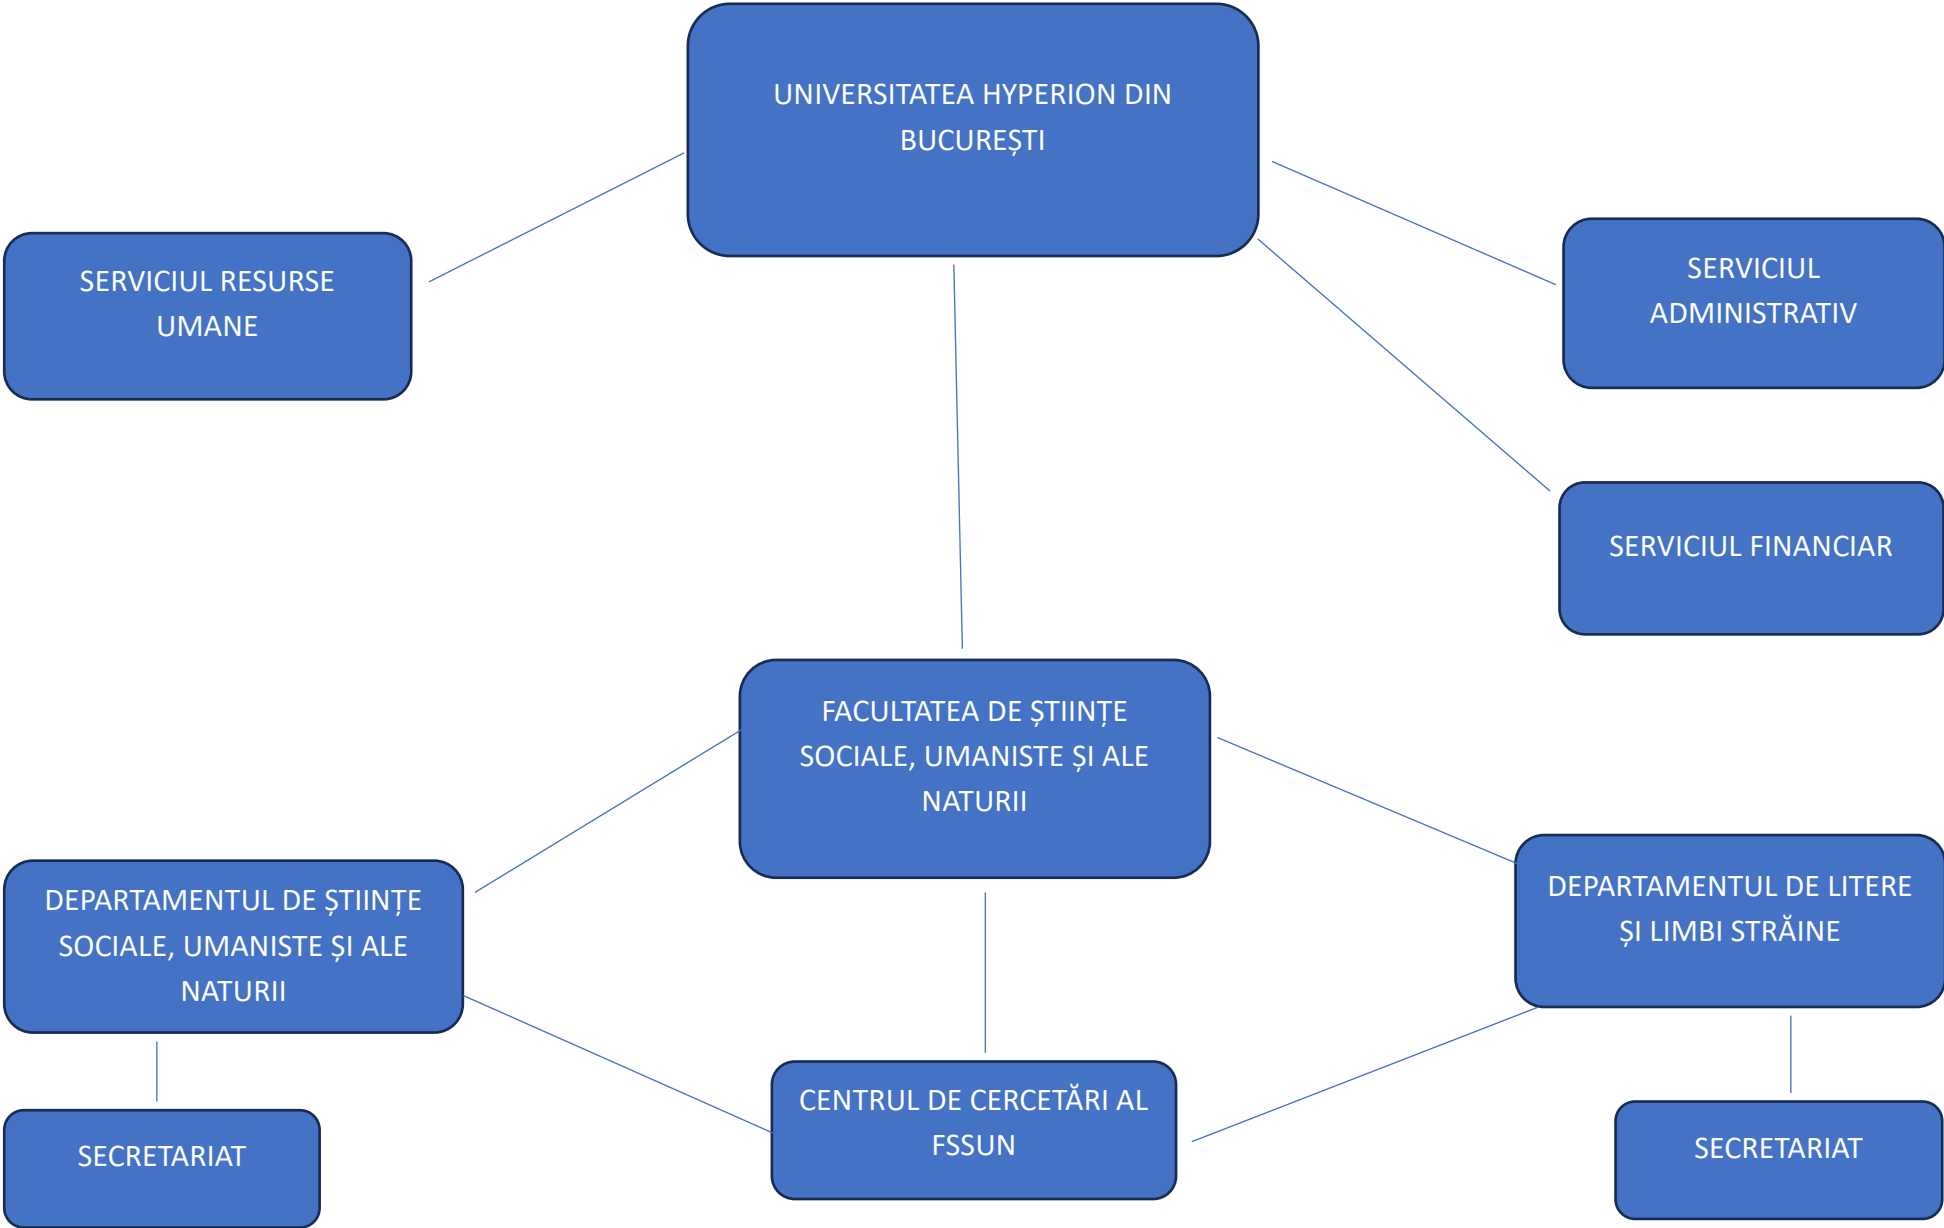 UNIVERSITATEA HYPERION DIN
BUCUREȘTI
SERVICIUL RESURSE
UMANE
SERVICIUL
ADMINISTRATIV
SERVICIUL FINANCIAR
FACULTATEA DE ȘTIINȚE
SOCIALE, UMANISTE ȘI ALE
NATURII
DEPARTAMENTUL DE ȘTIINȚE
SOCIALE, UMANISTE ȘI ALE
NATURII
DEPARTAMENTUL DE LITERE
ȘI LIMBI STRĂINE
CENTRUL DE CERCETĂRI AL
FSSUN
SECRETARIAT
SECRETARIAT